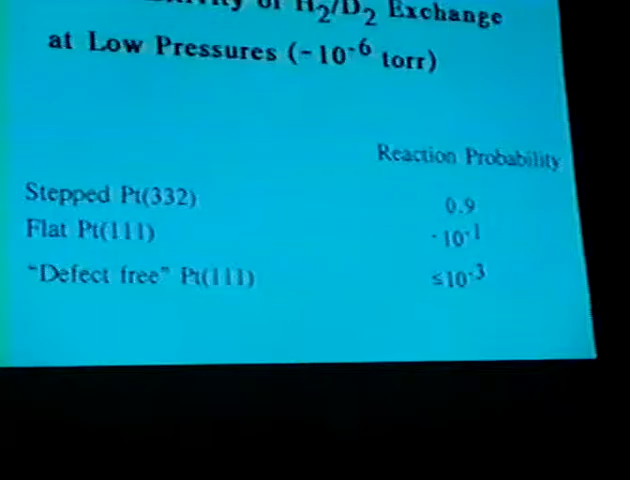 of H₂/D₂ Exchange
at Low Pressures (~10⁻⁶ torr)
Reaction Probability
Stepped Pt(332) 0.9
Flat Pt(111) ~10⁻¹
"Defect free" Pt(111) ≤10⁻³